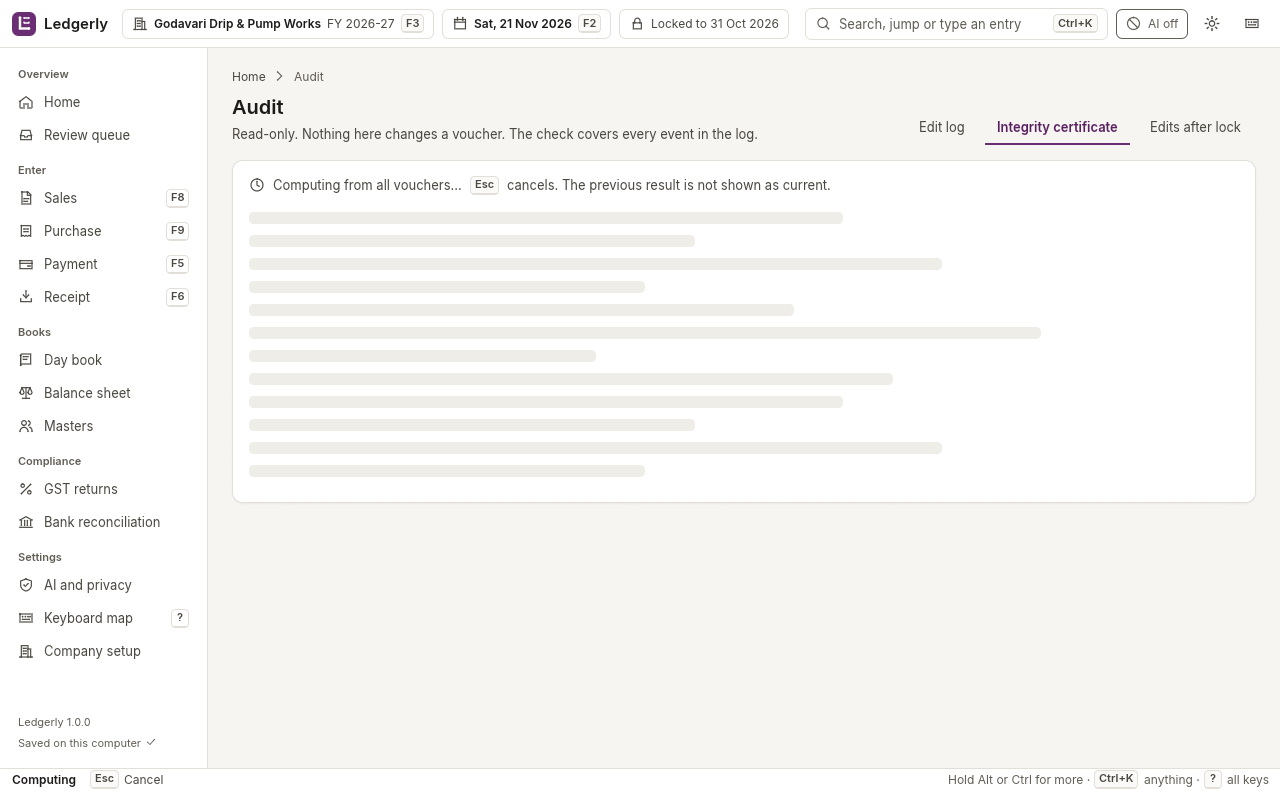 Ledgerly
Godavari Drip & Pump Works FY 2026-27 F3
Sat, 21 Nov 2026 F2
Locked to 31 Oct 2026
Search, jump or type an entry Ctrl+K
AI off
Overview
Home
Review queue
Enter
Sales F8
Purchase F9
Payment F5
Receipt F6
Books
Day book
Balance sheet
Masters
Compliance
GST returns
Bank reconciliation
Settings
AI and privacy
Keyboard map ?
Company setup
Ledgerly 1.0.0
Saved on this computer
Home Audit
Audit
Read-only. Nothing here changes a voucher. The check covers every event in the log.
Edit log Integrity certificate Edits after lock
Computing from all vouchers… Esc cancels. The previous result is not shown as current.
Computing Esc Cancel
Hold Alt or Ctrl for more · Ctrl+K anything · ? all keys